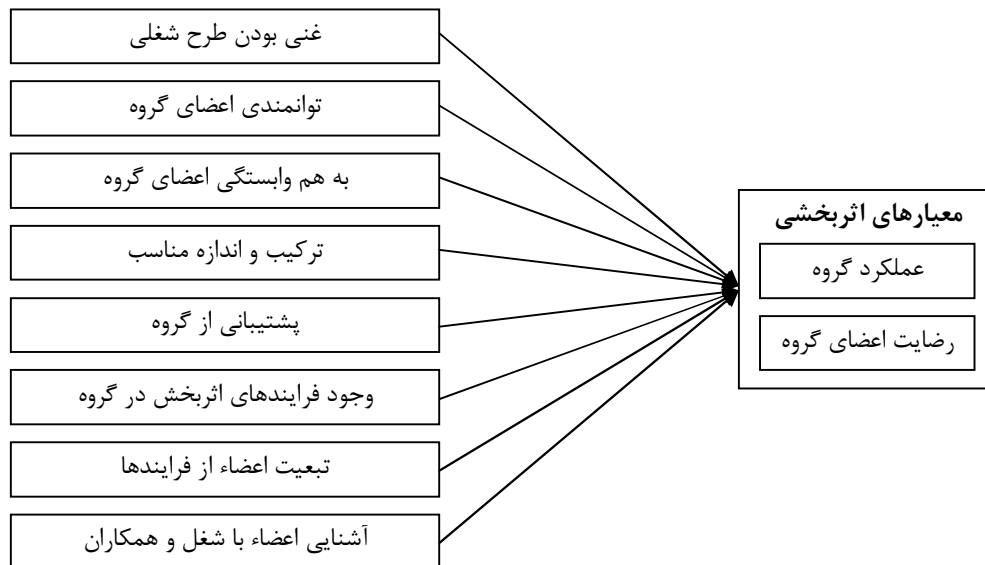 غنی بودن طرح شغلی
توانمندی اعضای گروه
به هم وابستگی اعضای گروه
ترکیب و اندازه مناسب
پشتیبانی از گروه
وجود فرایندهای اثربخش در گروه
تبعیت اعضاء از فرایندها
آشنایی اعضاء با شغل و همکاران
معیارهای اثربخشی
عملکرد گروه
رضایت اعضای گروه